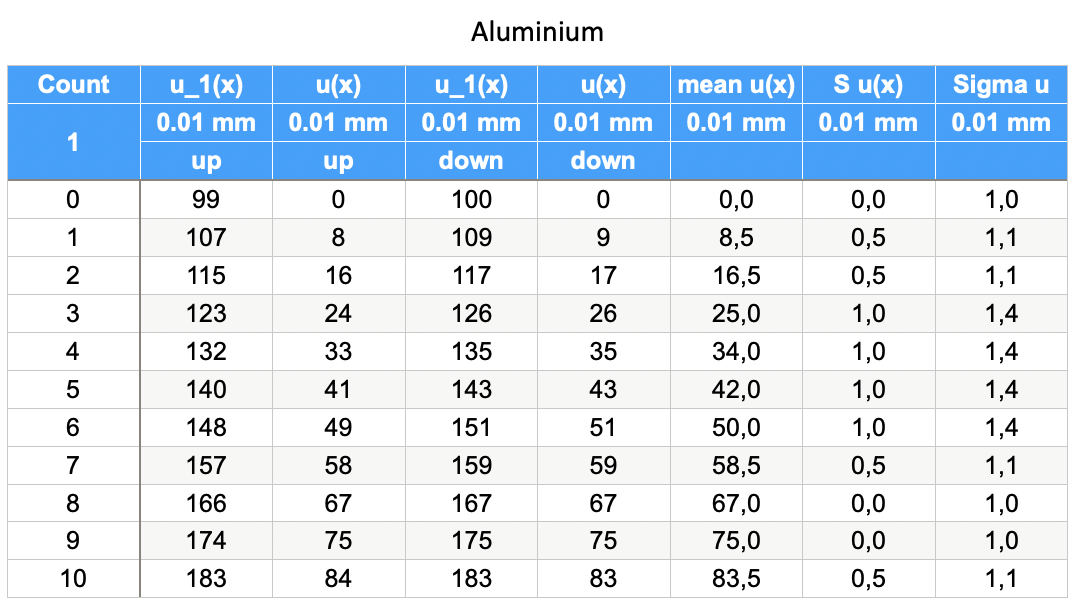 Aluminium
Count u_1(x) u(x) u_1(x) u(x) mean u(x) S u(x) Sigma u
1 0.01 mm 0.01 mm 0.01 mm 0.01 mm 0.01 mm 0.01 mm 0.01 mm
up up down down
0 99 0 100 0 0,0 0,0 1,0
1 107 8 109 9 8,5 0,5 1,1
2 115 16 117 17 16,5 0,5 1,1
3 123 24 126 26 25,0 1,0 1,4
4 132 33 135 35 34,0 1,0 1,4
5 140 41 143 43 42,0 1,0 1,4
6 148 49 151 51 50,0 1,0 1,4
7 157 58 159 59 58,5 0,5 1,1
8 166 67 167 67 67,0 0,0 1,0
9 174 75 175 75 75,0 0,0 1,0
10 183 84 183 83 83,5 0,5 1,1